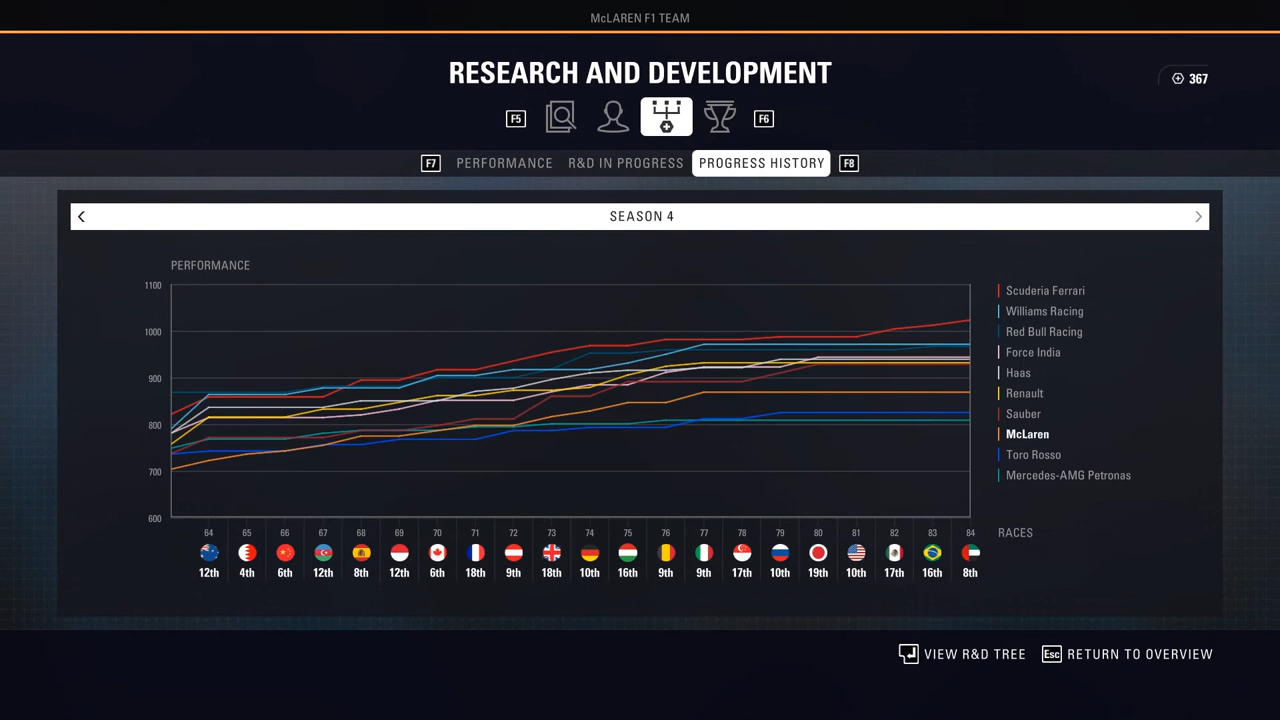 McLAREN F1 TEAM
RESEARCH AND DEVELOPMENT
367
F5 F6
F7 PERFORMANCE R&D IN PROGRESS PROGRESS HISTORY F8
SEASON 4
PERFORMANCE
1100
1000
900
800
700
600
Scuderia Ferrari
Williams Racing
Red Bull Racing
Force India
Haas
Renault
Sauber
McLaren
Toro Rosso
Mercedes-AMG Petronas
64 65 66 67 68 69 70 71 72 73 74 75 76 77 78 79 80 81 82 83 84 RACES
12th 4th 6th 12th 8th 12th 6th 18th 9th 18th 10th 16th 9th 9th 17th 10th 19th 10th 17th 16th 8th
VIEW R&D TREE Esc RETURN TO OVERVIEW